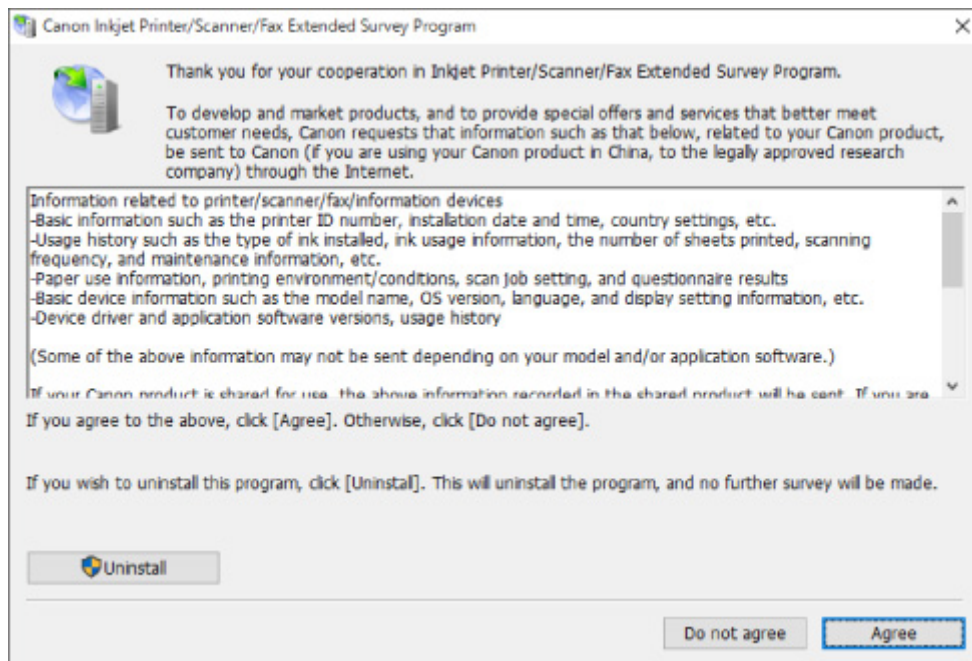 Canon Inkjet Printer/Scanner/Fax Extended Survey Program
Thank you for your cooperation in Inkjet Printer/Scanner/Fax Extended Survey Program.
To develop and market products, and to provide special offers and services that better meet
customer needs, Canon requests that information such as that below, related to your Canon product,
be sent to Canon (if you are using your Canon product in China, to the legally approved research
company) through the Internet.
Information related to printer/scanner/fax/information devices
-Basic information such as the printer ID number, installation date and time, country settings, etc.
-Usage history such as the type of ink installed, ink usage information, the number of sheets printed, scanning
frequency, and maintenance information, etc.
-Paper use information, printing environment/conditions, scan job setting, and questionnaire results
-Basic device information such as the model name, OS version, language, and display setting information, etc.
-Device driver and application software versions, usage history
(Some of the above information may not be sent depending on your model and/or application software.)
If your Canon product is shared for use, the above information recorded in the shared product will be sent. If you are
If you agree to the above, click [Agree]. Otherwise, click [Do not agree].
If you wish to uninstall this program, click [Uninstall]. This will uninstall the program, and no further survey will be made.
Uninstall
Do not agree
Agree